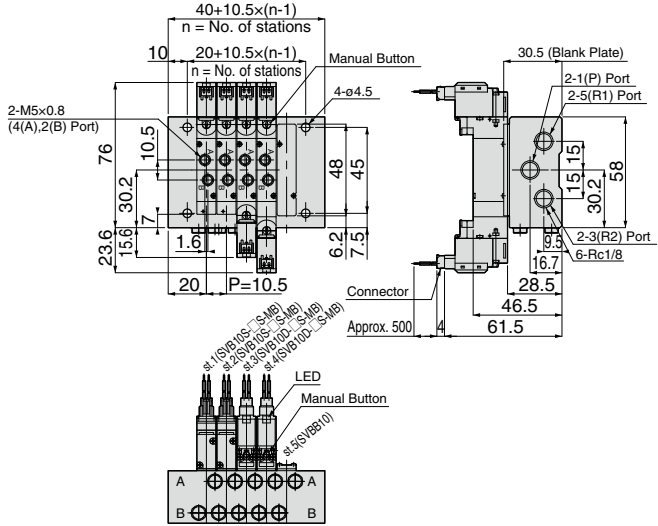 40+10.5×(n-1)
n = No. of stations
10
20+10.5×(n-1)
n = No. of stations
Manual Button
4-ø4.5
2-M5×0.8
(4(A),2(B) Port)
76
10.5
30.2
7
23.6
15.6
1.6
20
P=10.5
A
B
48
45
6.2
7.5
30.5 (Blank Plate)
2-1(P) Port
2-5(R1) Port
15
15
30.2
58
2-3(R2) Port
6-Rc1/8
9.5
16.7
28.5
46.5
61.5
Connector
Approx. 500
4
st.1(SVB10S-□S-MB)
st.2(SVB10S-□S-MB)
st.3(SVB10D-□S-MB)
st.4(SVB10D-□S-MB)
LED
Manual Button
st.5(SVBB10)
A
B